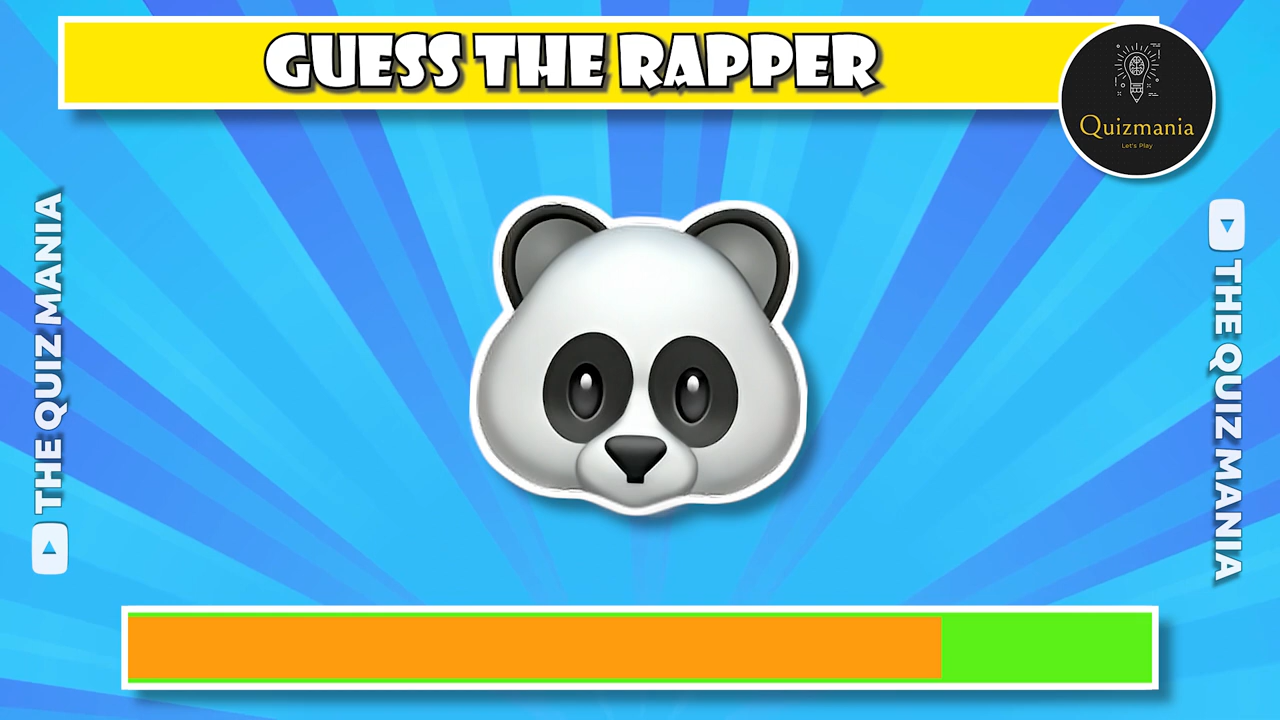 GUESS THE RAPPER
Quizmania
Let's Play
THE QUIZ MANIA
THE QUIZ MANIA